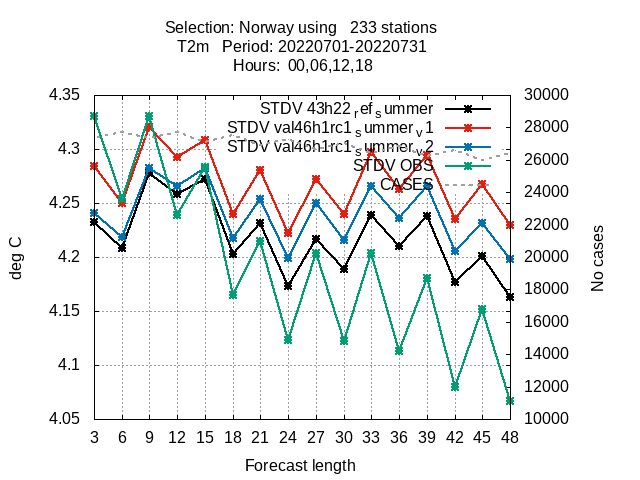 Selection: Norway using   233 stations
T2m   Period: 20220701-20220731
Hours:  00,06,12,18
4.35
4.3
4.25
4.2
4.15
4.1
4.05
deg C
STDV 43h22_ref_summer
STDV val46h1rc1_summer_v1
STDV val46h1rc1_summer_v2
STDV OBS
CASES
30000
28000
26000
24000
22000
20000
18000
16000
14000
12000
10000
No cases
3 6 9 12 15 18 21 24 27 30 33 36 39 42 45 48
Forecast length